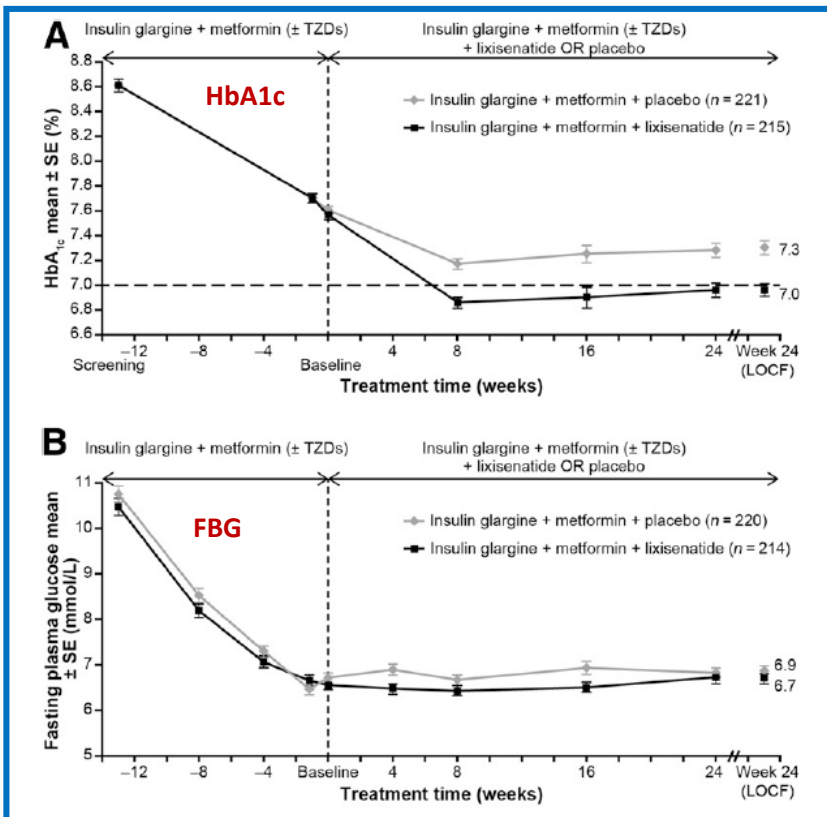 A
Insulin glargine + metformin (± TZDs)
Insulin glargine + metformin (± TZDs)
+ lixisenatide OR placebo
HbA1c
Insulin glargine + metformin + placebo (n = 221)
Insulin glargine + metformin + lixisenatide (n = 215)
HbA1c mean ± SE (%)
8.8
8.6
8.4
8.2
8.0
7.8
7.6
7.4
7.2
7.0
6.8
6.6
7.3
7.0
–12 –8 –4 4 8 16 24 Week 24
Screening Baseline (LOCF)
Treatment time (weeks)
B
Insulin glargine + metformin (± TZDs)
Insulin glargine + metformin (± TZDs)
+ lixisenatide OR placebo
FBG
Insulin glargine + metformin + placebo (n = 220)
Insulin glargine + metformin + lixisenatide (n = 214)
Fasting plasma glucose mean
± SE (mmol/L)
11
10
9
8
7
6
5
6.9
6.7
–12 –8 –4 Baseline 4 8 16 24 Week 24
(LOCF)
Treatment time (weeks)